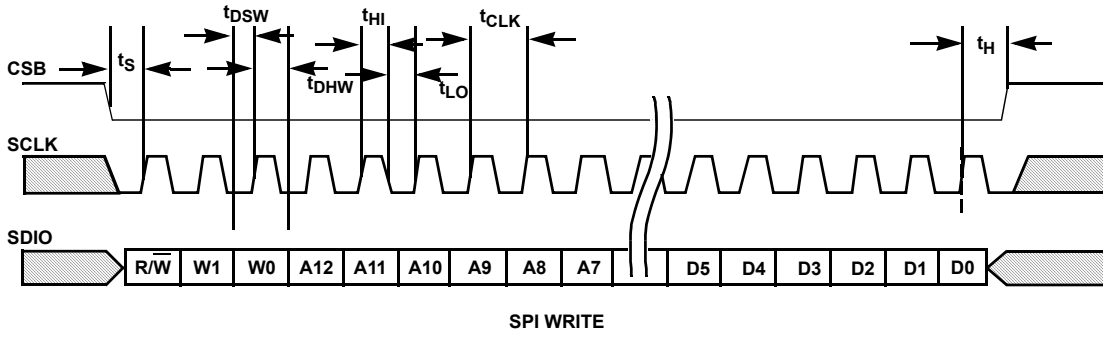 tDSW tHI tCLK
CSB tS tDHW tLO tH
SCLK
SDIO
R/W̅ W1 W0 A12 A11 A10 A9 A8 A7 D5 D4 D3 D2 D1 D0
SPI WRITE